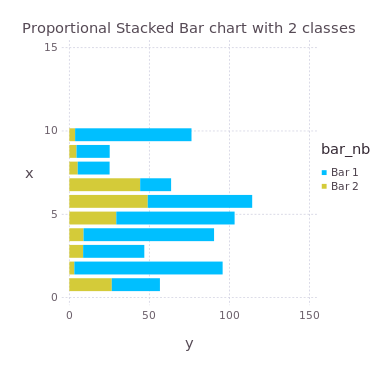 Proportional Stacked Bar chart with 2 classes
15
10
5
0
x
0 50 100 150
y
bar_nb
Bar 1
Bar 2